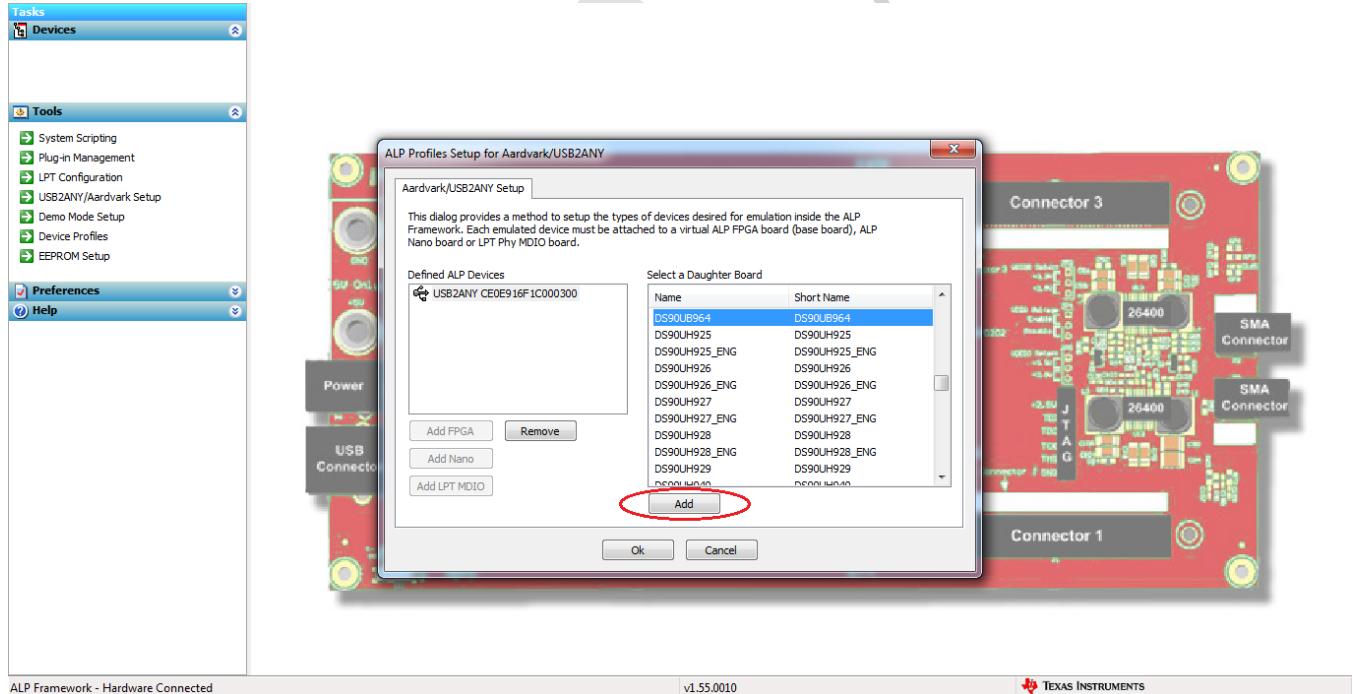 Tasks
Devices
Tools
System Scripting
Plug-in Management
LPT Configuration
USB2ANY/Aardvark Setup
Demo Mode Setup
Device Profiles
EEPROM Setup
Preferences
Help
ALP Profiles Setup for Aardvark/USB2ANY
Aardvark/USB2ANY Setup
This dialog provides a method to setup the types of devices desired for emulation inside the ALP
Framework. Each emulated device must be attached to a virtual ALP FPGA board (base board), ALP
Nano board or LPT Phy MDIO board.
Defined ALP Devices
USB2ANY CE0E916F1C000300
Add FPGA
Remove
Add Nano
Add LPT MDIO
Select a Daughter Board
Name Short Name
DS90UB964 DS90UB964
DS90UH925 DS90UH925
DS90UH925_ENG DS90UH925_ENG
DS90UH926 DS90UH926
DS90UH926_ENG DS90UH926_ENG
DS90UH927 DS90UH927
DS90UH927_ENG DS90UH927_ENG
DS90UH928 DS90UH928
DS90UH928_ENG DS90UH928_ENG
DS90UH929 DS90UH929
DS90UH940 DS90UH940
Add
Ok Cancel
GND
+5V
Power
USB
Connecto
Connector 3
26400
SMA
Connector
SMA
Connector
26400
JTAG
Connector 1
ALP Framework - Hardware Connected
v1.55.0010
TEXAS INSTRUMENTS